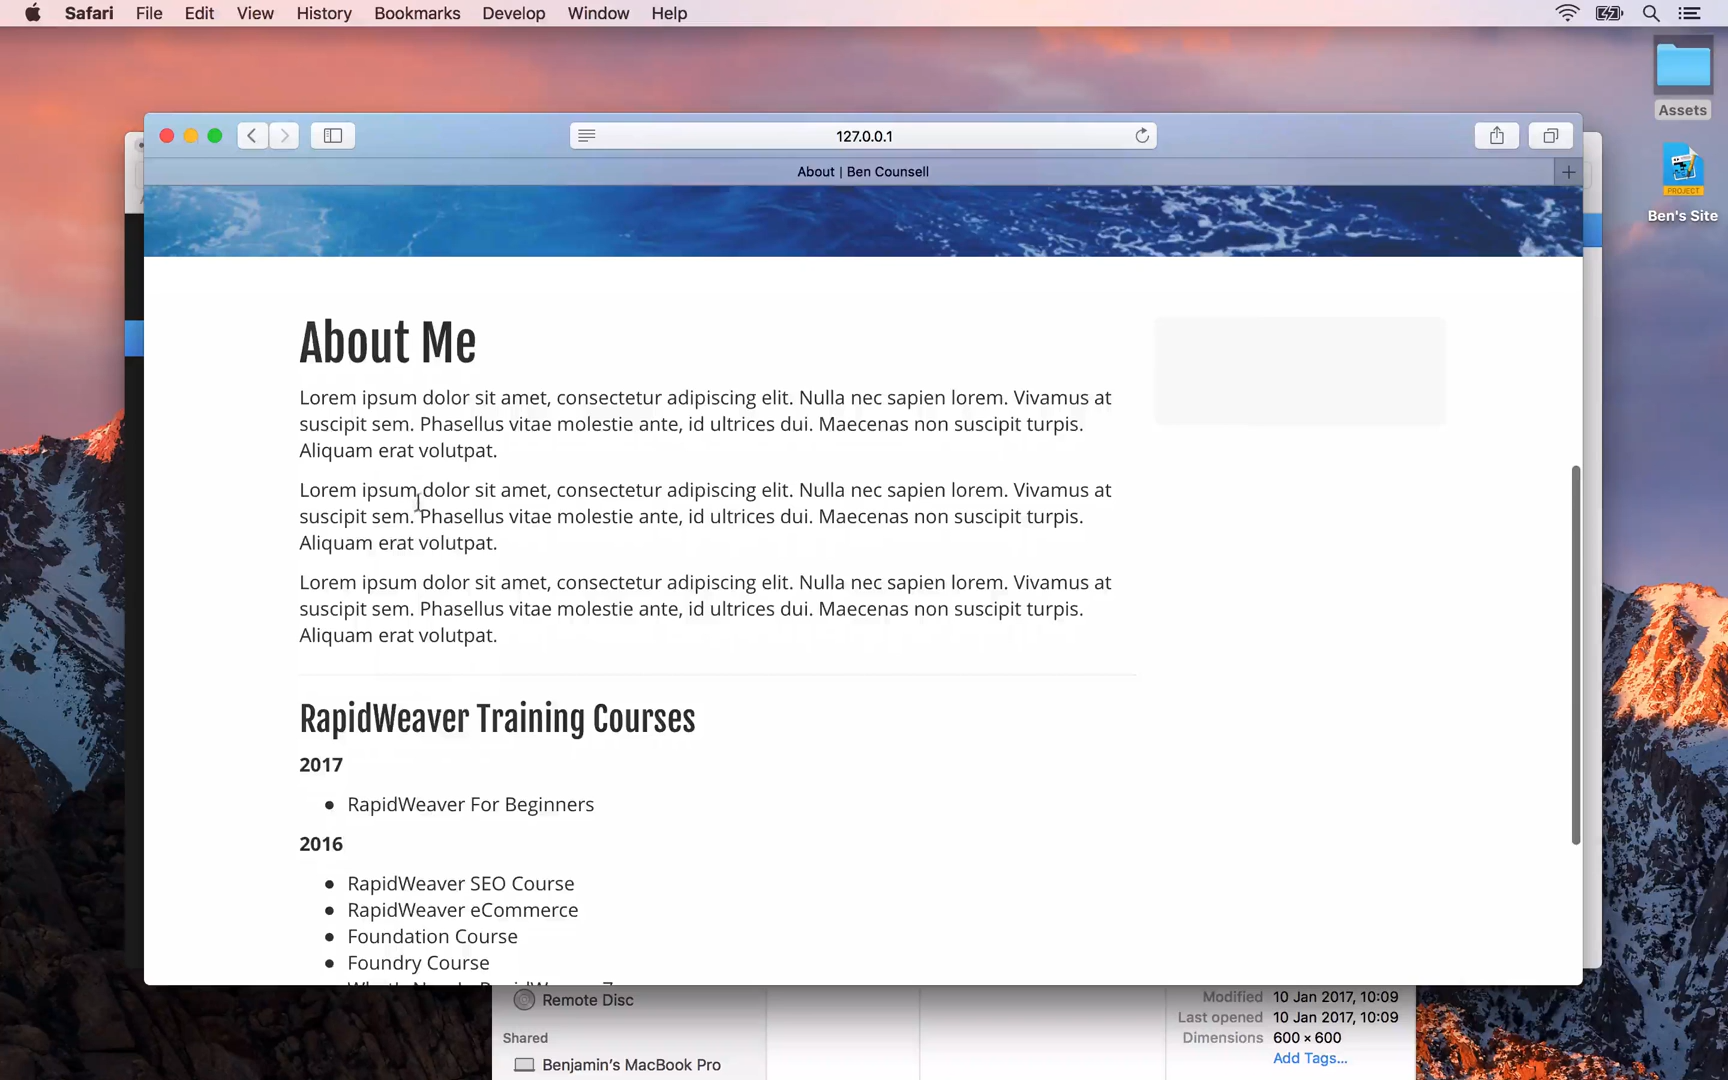 Safari File Edit View History Bookmarks Develop Window Help
Assets
127.0.0.1
About | Ben Counsell
PROJECT
Ben's Site
About Me
Lorem ipsum dolor sit amet, consectetur adipiscing elit. Nulla nec sapien lorem. Vivamus at
suscipit sem. Phasellus vitae molestie ante, id ultrices dui. Maecenas non suscipit turpis.
Aliquam erat volutpat.
Lorem ipsum dolor sit amet, consectetur adipiscing elit. Nulla nec sapien lorem. Vivamus at
suscipit sem. Phasellus vitae molestie ante, id ultrices dui. Maecenas non suscipit turpis.
Aliquam erat volutpat.
Lorem ipsum dolor sit amet, consectetur adipiscing elit. Nulla nec sapien lorem. Vivamus at
suscipit sem. Phasellus vitae molestie ante, id ultrices dui. Maecenas non suscipit turpis.
Aliquam erat volutpat.
RapidWeaver Training Courses
2017
RapidWeaver For Beginners
2016
RapidWeaver SEO Course
RapidWeaver eCommerce
Foundation Course
Foundry Course
Remote Disc
Shared
Benjamin's MacBook Pro
Modified 10 Jan 2017, 10:09
Last opened 10 Jan 2017, 10:09
Dimensions 600 × 600
Add Tags...